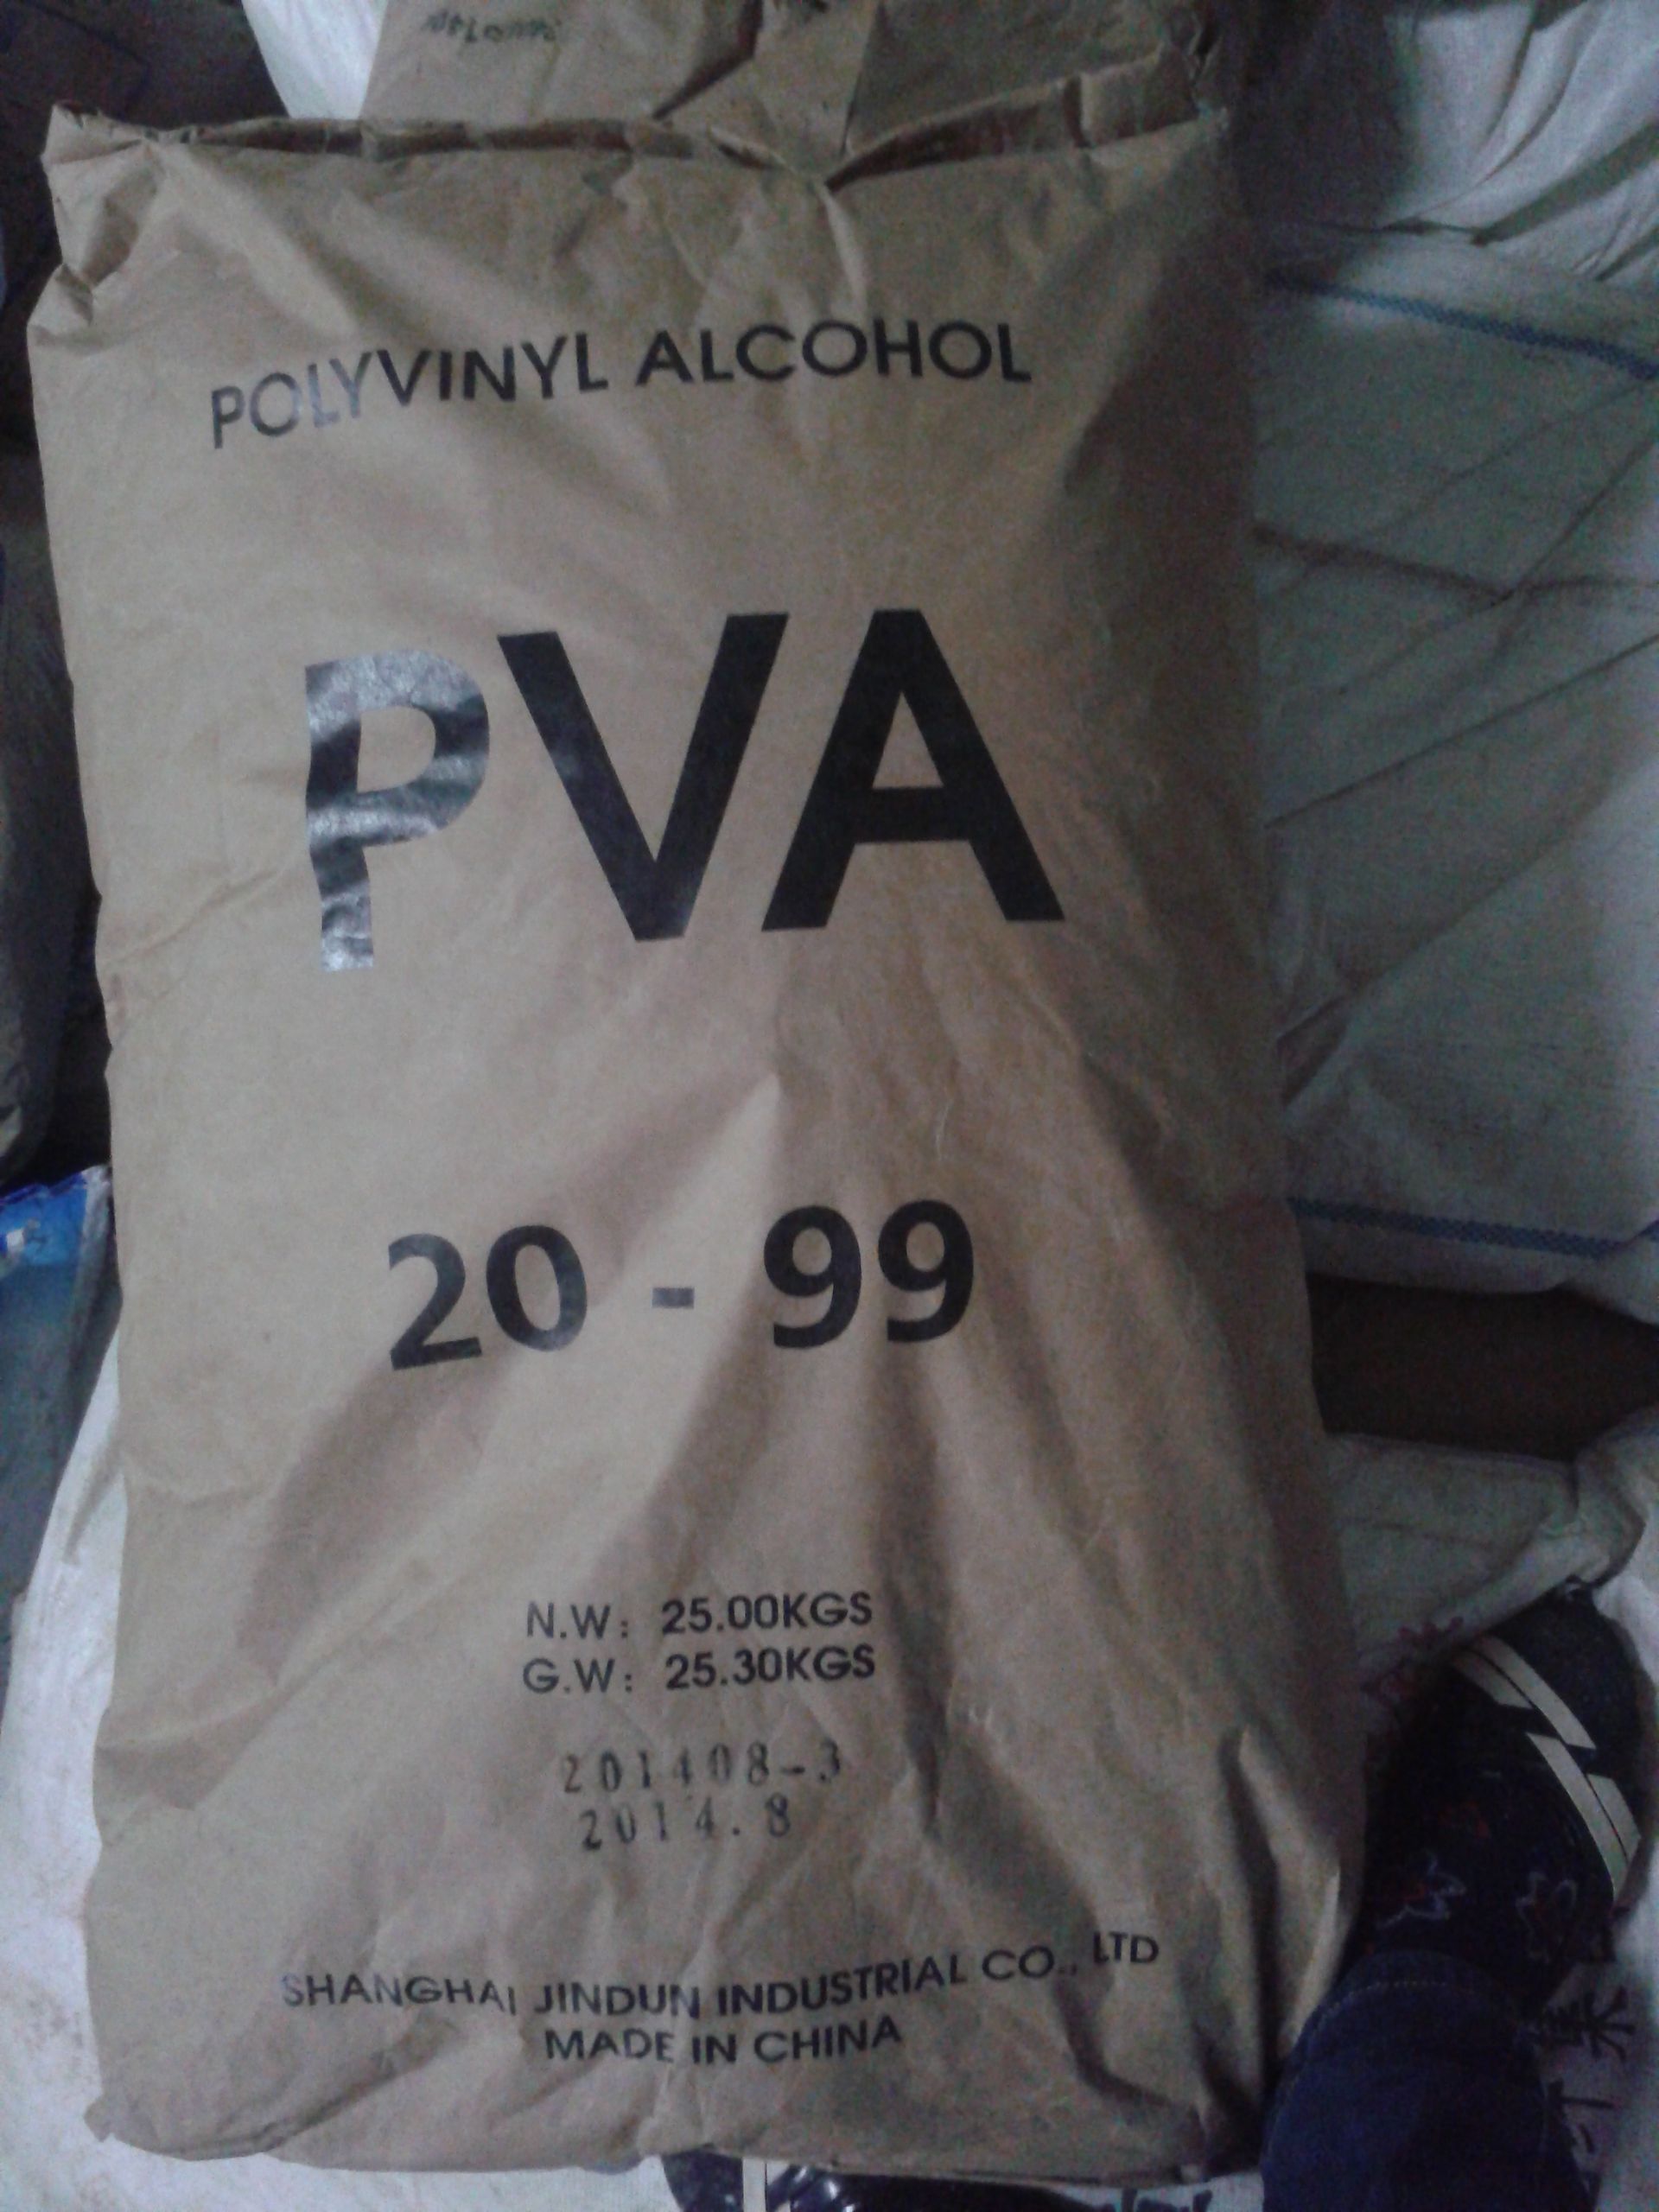 POLYVINYL ALCOHOL
PVA
20 - 99
N.W: 25.00KGS
G.W: 25.30KGS
201408-3
2014.8
SHANGHAI JINDUN INDUSTRIAL CO., LTD
MADE IN CHINA